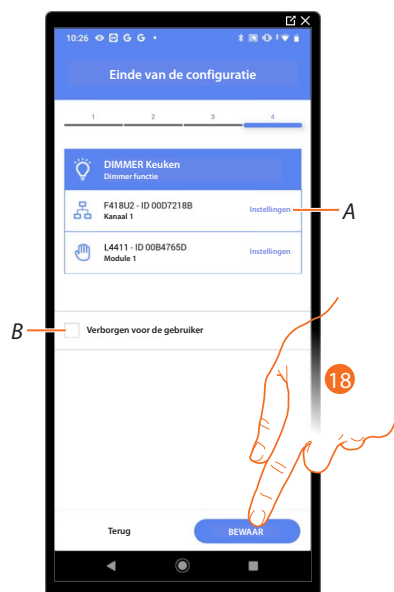 10:26 G G
Einde van de configuratie
1 2 3 4
DIMMER Keuken
Dimmer functie
F418U2 - ID 00D7218B
Kanaal 1
Instellingen
A
L4411 - ID 00B4765D
Module 1
Instellingen
B
Verborgen voor de gebruiker
18
Terug
BEWAAR